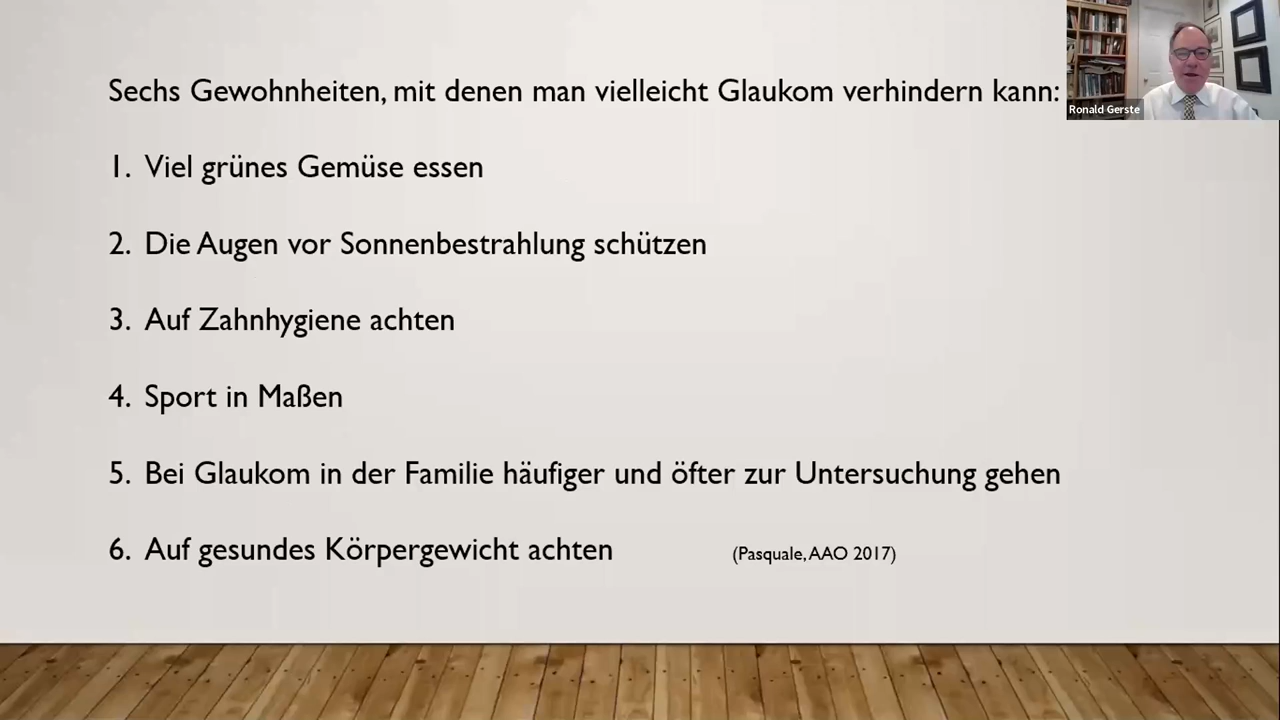 Sechs Gewohnheiten, mit denen man vielleicht Glaukom verhindern kann:
Ronald Gerste
1. Viel grünes Gemüse essen
2. Die Augen vor Sonnenbestrahlung schützen
3. Auf Zahnhygiene achten
4. Sport in Maßen
5. Bei Glaukom in der Familie häufiger und öfter zur Untersuchung gehen
6. Auf gesundes Körpergewicht achten (Pasquale, AAO 2017)